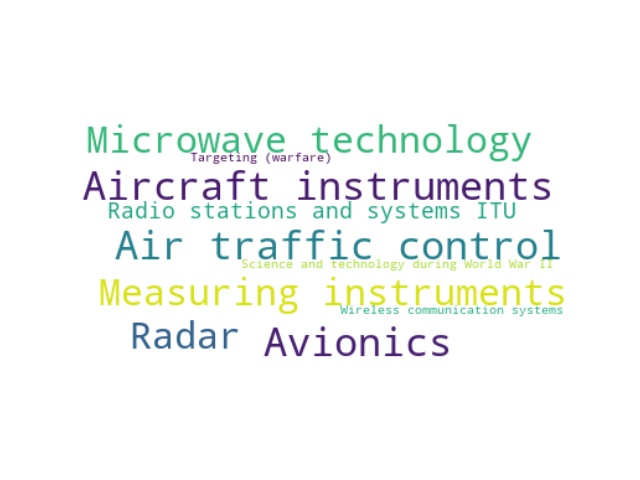 Microwave technology
Targeting (warfare)
Aircraft instruments
Radio stations and systems ITU
Air traffic control
Science and technology during World War II
Measuring instruments
Wireless communication systems
Radar
Avionics